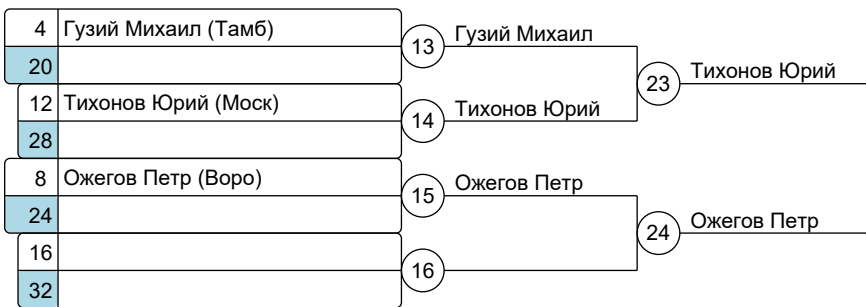 4 Гузий Михаил (Тамб)
13 Гузий Михаил
20
23 Тихонов Юрий
12 Тихонов Юрий (Моск)
14 Тихонов Юрий
28
8 Ожегов Петр (Воро)
15 Ожегов Петр
24
24 Ожегов Петр
16
16
32